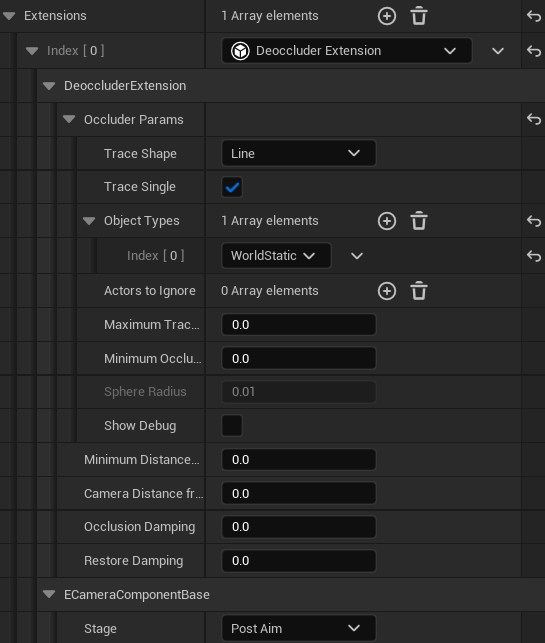 Extensions 1 Array elements
Index [ 0 ] Deoccluder Extension
DeoccluderExtension
Occluder Params
Trace Shape Line
Trace Single
Object Types 1 Array elements
Index [ 0 ] WorldStatic
Actors to Ignore 0 Array elements
Maximum Trac... 0.0
Minimum Occlu... 0.0
Sphere Radius 0.01
Show Debug
Minimum Distance... 0.0
Camera Distance fr... 0.0
Occlusion Damping 0.0
Restore Damping 0.0
ECameraComponentBase
Stage Post Aim